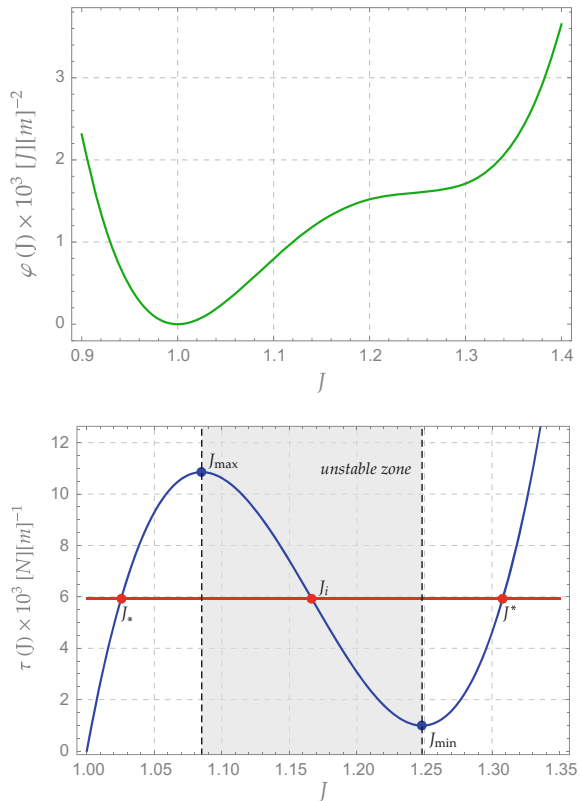 φ (J) × 10³ [J][m]⁻²
3
2
1
0
0.9 1.0 1.1 1.2 1.3 1.4
J
τ (J) × 10³ [N][m]⁻¹
12
10
8
6
4
2
0
J_max
unstable zone
J_i
J_*
J^*
J_min
1.00 1.05 1.10 1.15 1.20 1.25 1.30 1.35
J